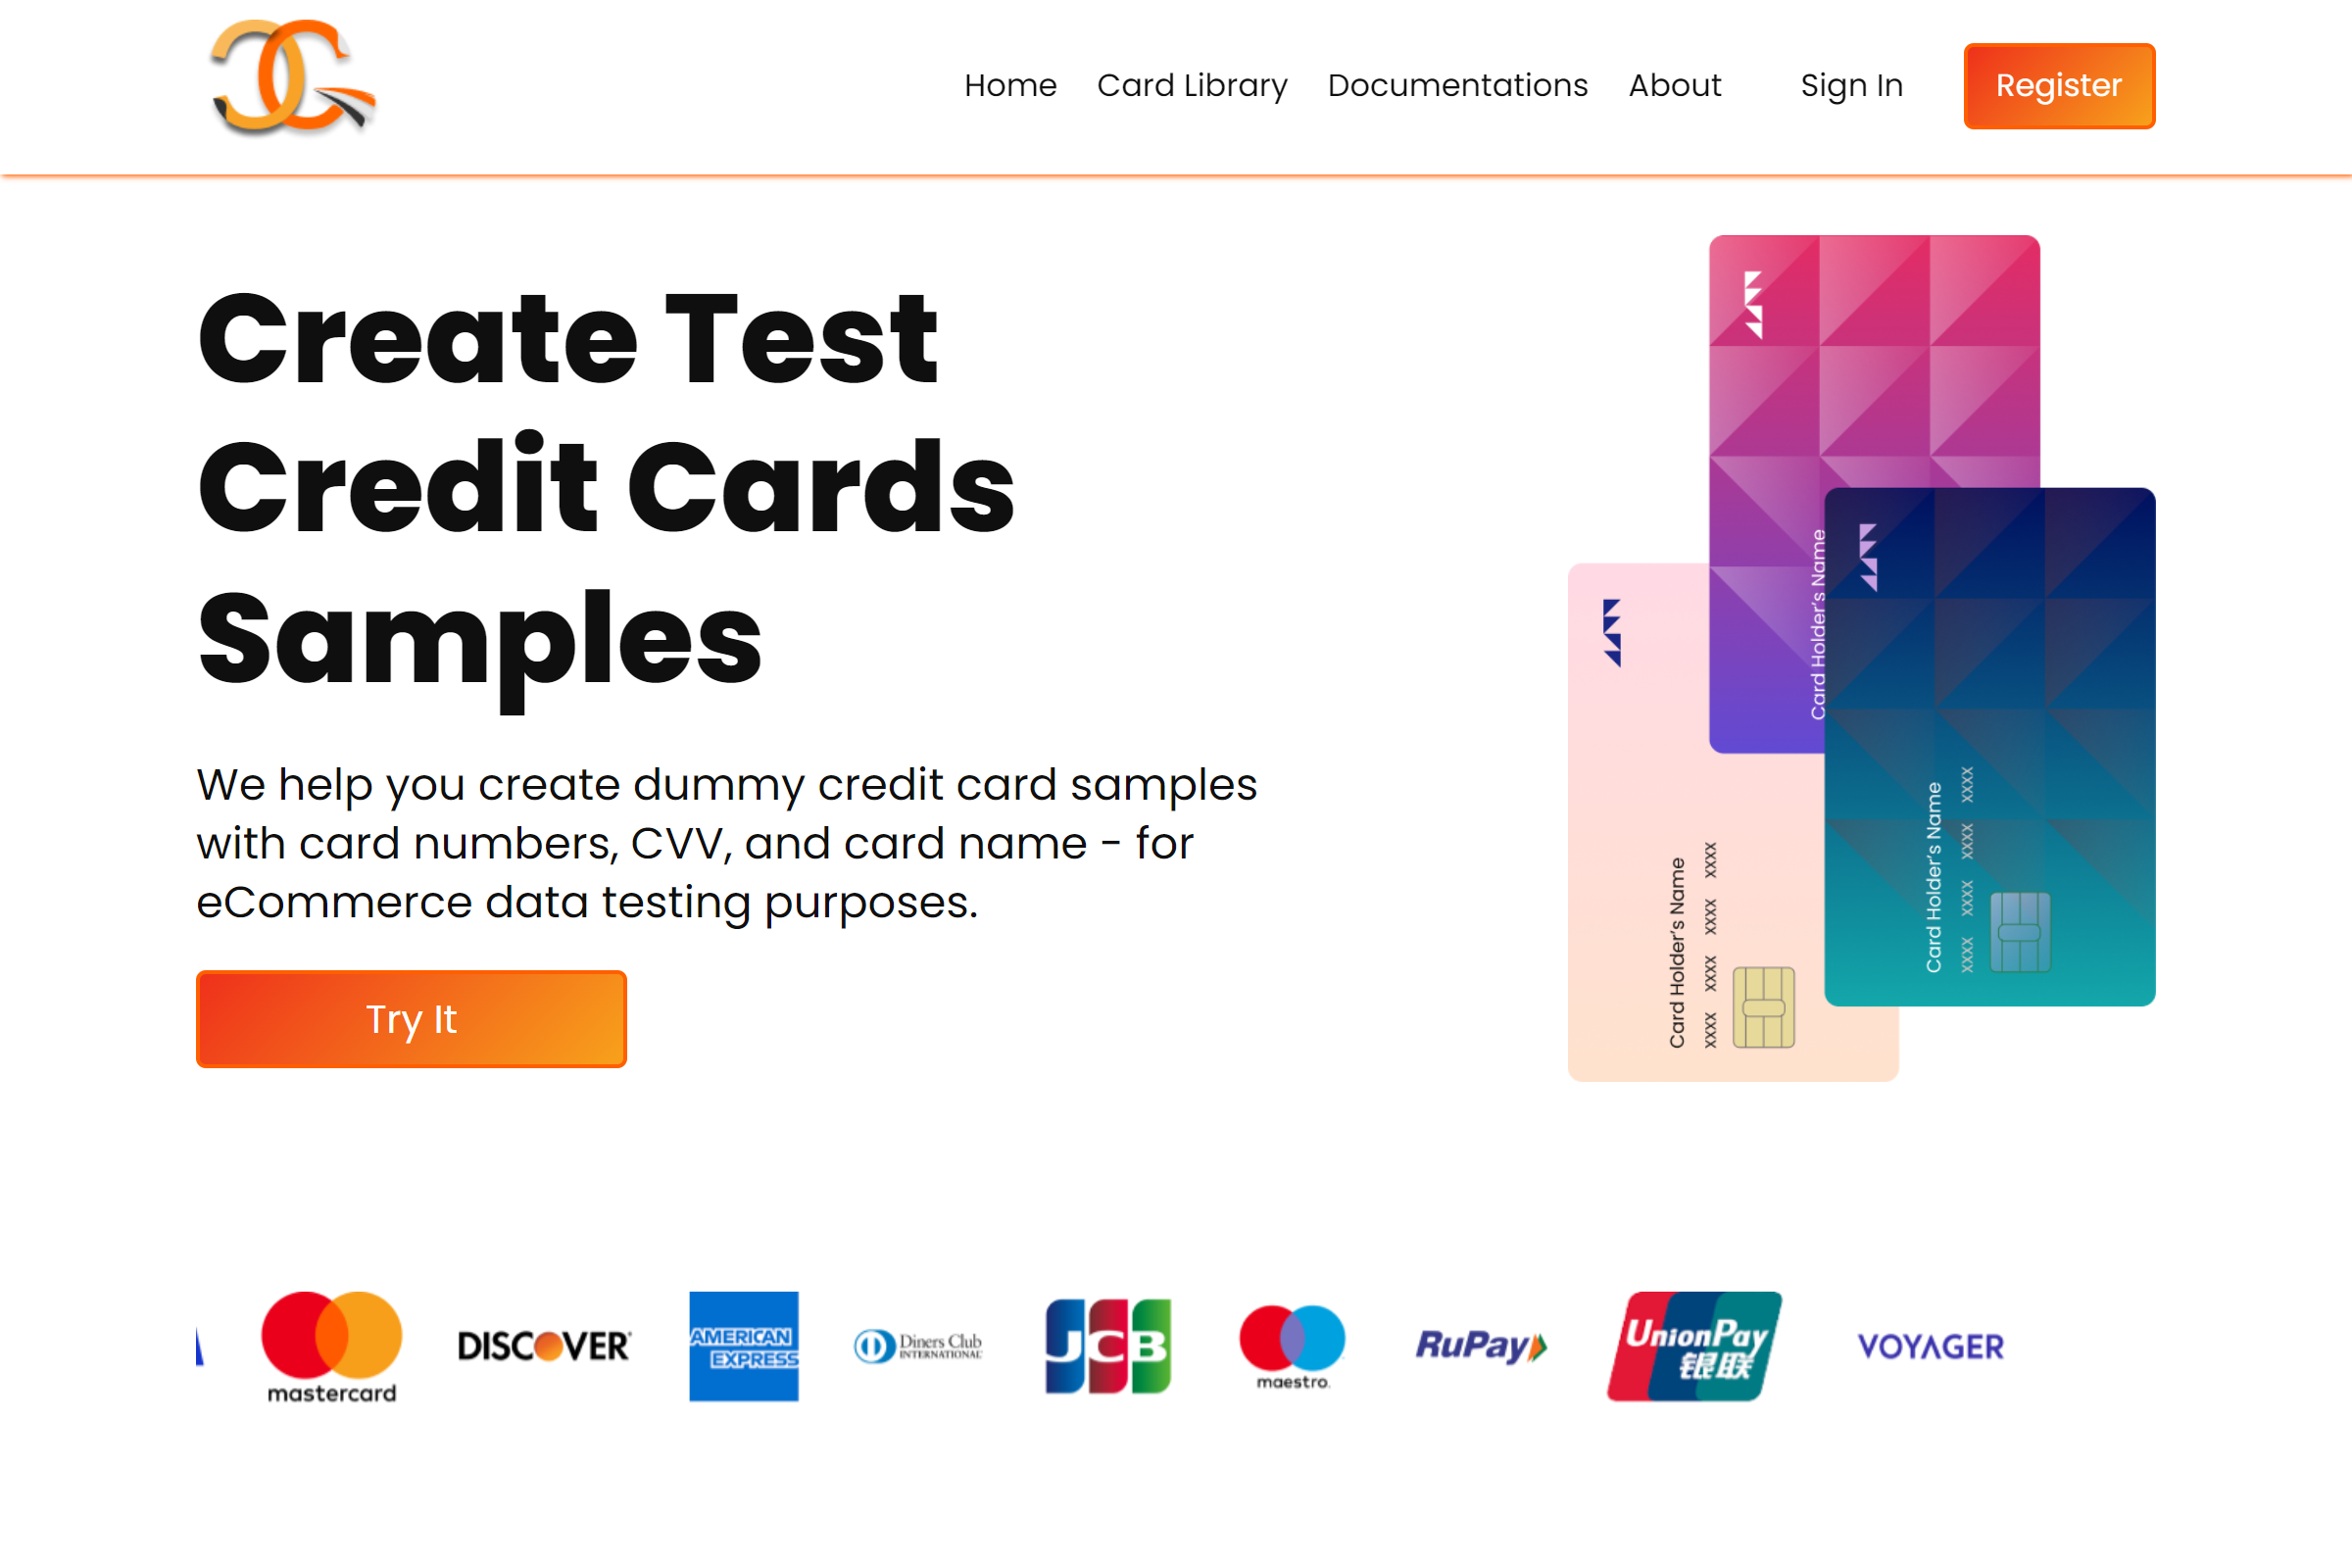 Home Card Library Documentations About Sign In Register
Create Test
Credit Cards
Samples
We help you create dummy credit card samples
with card numbers, CVV, and card name - for
eCommerce data testing purposes.
Try It
Card Holder's Name
Card Holder's Name
XXXX XXXX XXXX XXXX
Card Holder's Name
XXXX XXXX XXXX XXXX
mastercard
DISCOVER
AMERICAN
EXPRESS
Diners Club
INTERNATIONAL
JCB
maestro.
RuPay
UnionPay
银联
VOYAGER